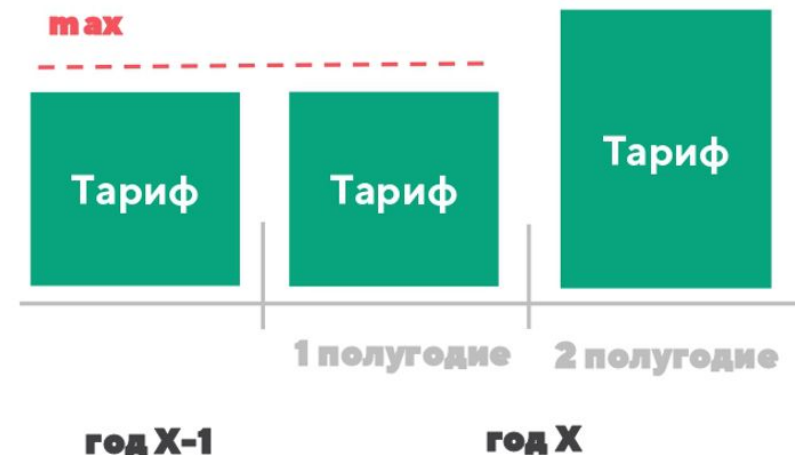 max
Тариф
Тариф
Тариф
1 полугодие
2 полугодие
год X-1
год X